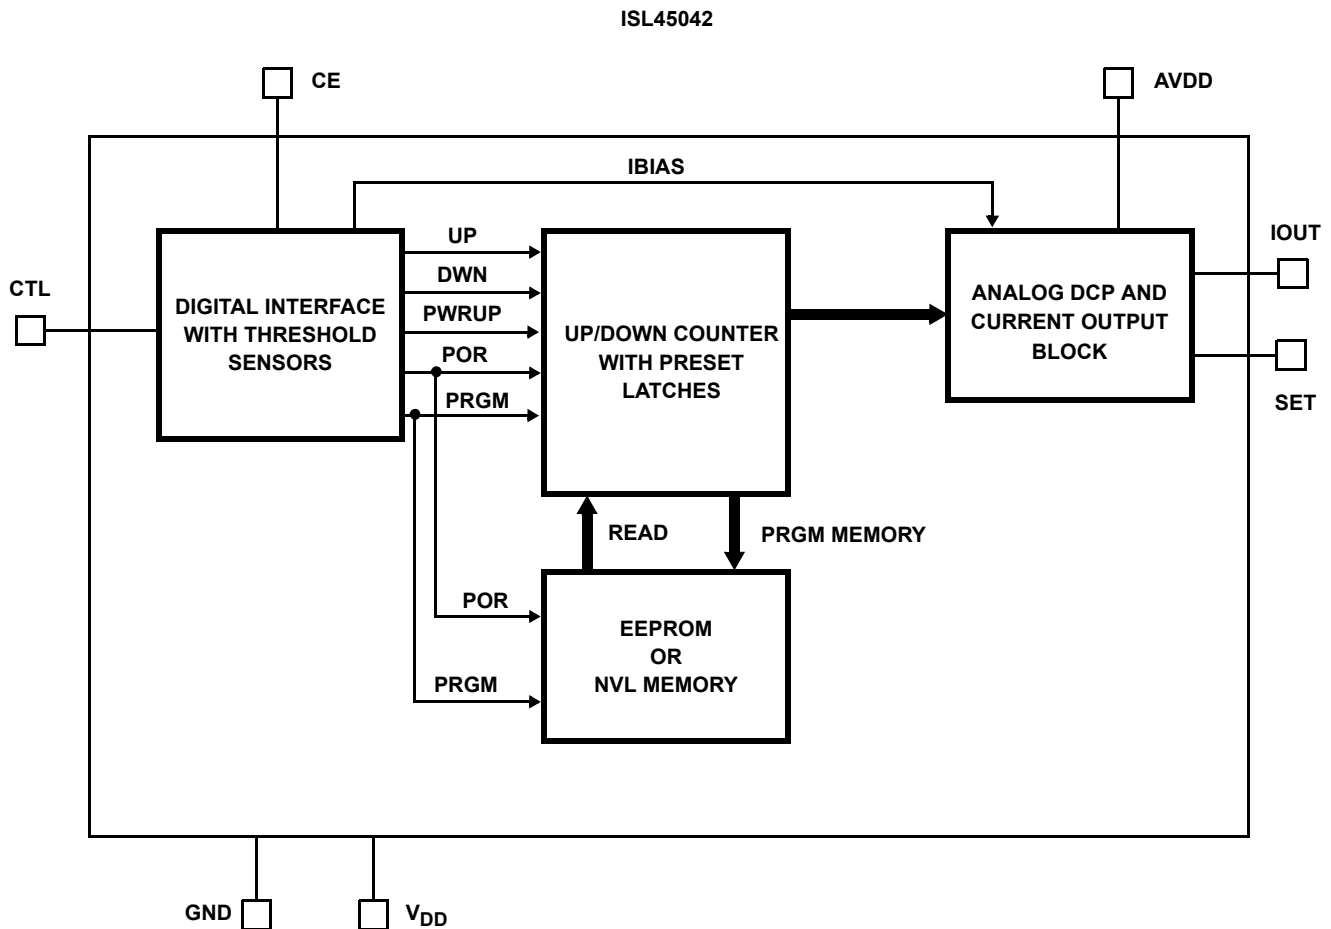 ISL45042
CE
AVDD
IBIAS
UP
IOUT
DWN
CTL
DIGITAL INTERFACE
WITH THRESHOLD
SENSORS
PWRUP
POR
PRGM
UP/DOWN COUNTER
WITH PRESET
LATCHES
ANALOG DCP AND
CURRENT OUTPUT
BLOCK
SET
READ
PRGM MEMORY
POR
EEPROM
OR
NVL MEMORY
PRGM
GND
VDD